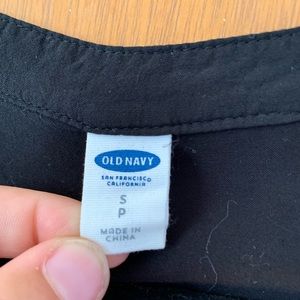 OLD NAVY
SAN FRANCISCO
CALIFORNIA
S
P
MADE IN
CHINA